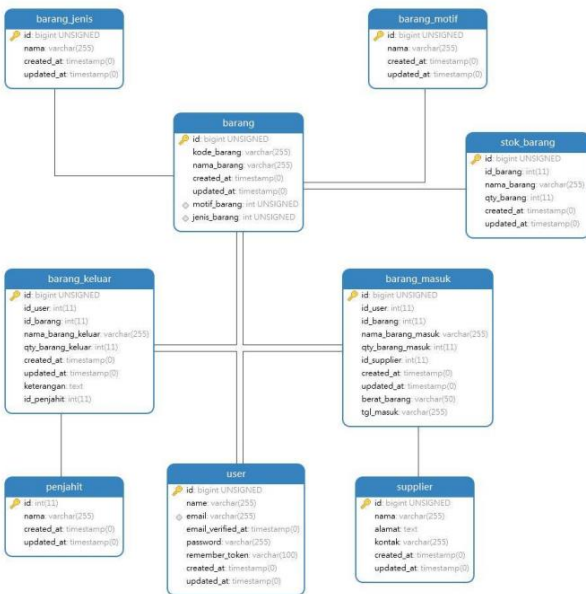 barang_jenis
id: bigint UNSIGNED
nama: varchar(255)
created_at: timestamp(0)
updated_at: timestamp(0)
barang_motif
id: bigint UNSIGNED
nama: varchar(255)
created_at: timestamp(0)
updated_at: timestamp(0)
barang
id: bigint UNSIGNED
kode_barang: varchar(255)
nama_barang: varchar(255)
created_at: timestamp(0)
updated_at: timestamp(0)
motif_barang: int UNSIGNED
jenis_barang: int UNSIGNED
stok_barang
id: bigint UNSIGNED
id_barang: int(11)
nama_barang: varchar(255)
qty_barang: int(11)
created_at: timestamp(0)
updated_at: timestamp(0)
barang_keluar
id: bigint UNSIGNED
id_user: int(11)
id_barang: int(11)
nama_barang_keluar: varchar(255)
qty_barang_keluar: int(11)
created_at: timestamp(0)
updated_at: timestamp(0)
keterangan: text
id_penjahit: int(11)
barang_masuk
id: bigint UNSIGNED
id_user: int(11)
id_barang: int(11)
nama_barang_masuk: varchar(255)
qty_barang_masuk: int(11)
id_supplier: int(11)
created_at: timestamp(0)
updated_at: timestamp(0)
berat_barang: varchar(50)
tgl_masuk: varchar(255)
penjahit
id: int(11)
nama: varchar(255)
created_at: timestamp(0)
updated_at: timestamp(0)
user
id: bigint UNSIGNED
name: varchar(255)
email: varchar(255)
email_verified_at: timestamp(0)
password: varchar(255)
remember_token: varchar(100)
created_at: timestamp(0)
updated_at: timestamp(0)
supplier
id: bigint UNSIGNED
nama: varchar(255)
alamat: text
kontak: varchar(255)
created_at: timestamp(0)
updated_at: timestamp(0)